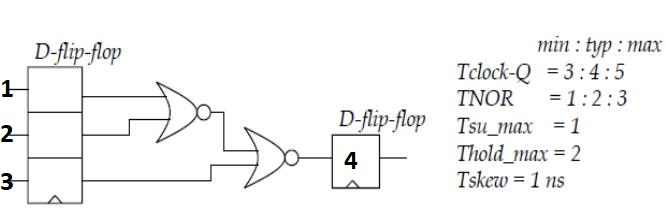 D-flip-flop
1
2
3
D-flip-flop
4
min : typ : max
Tclock-Q = 3 : 4 : 5
TNOR = 1 : 2 : 3
Tsu_max = 1
Thold_max = 2
Tskew = 1 ns